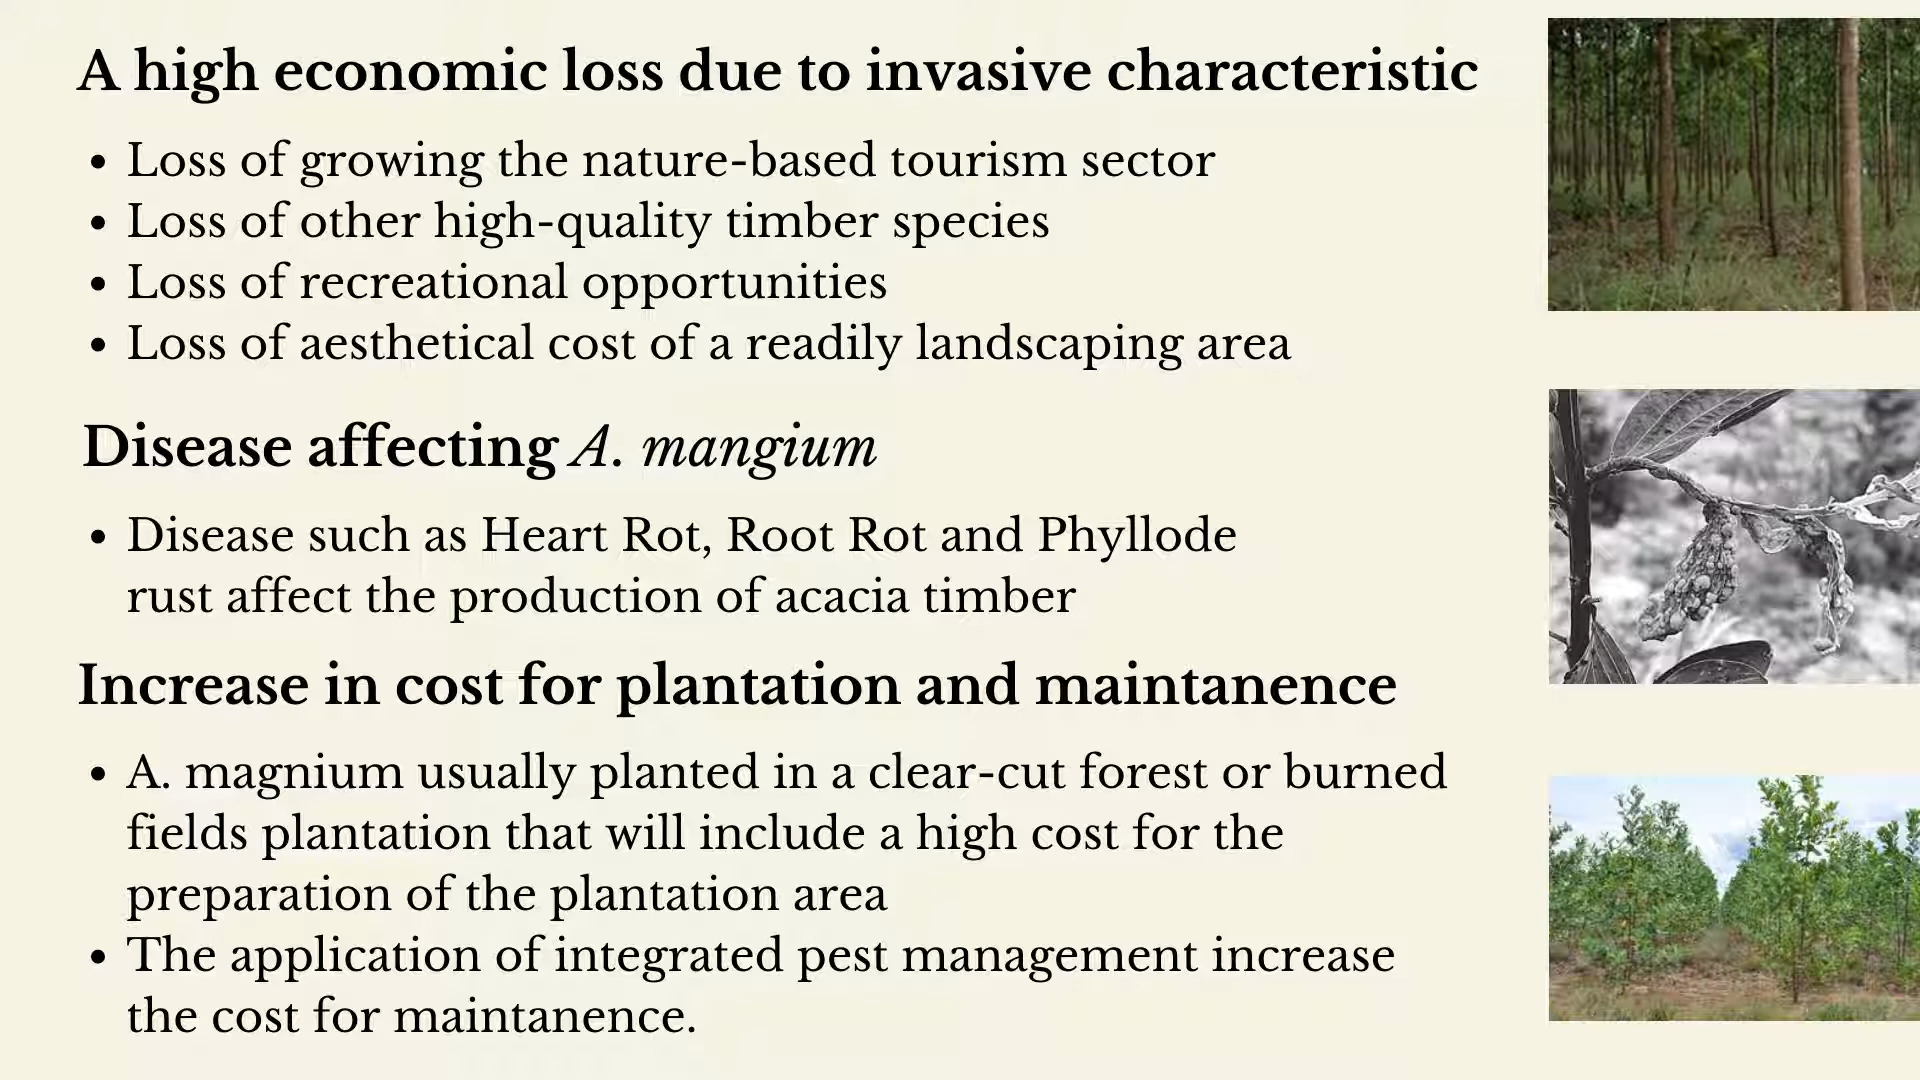 A high economic loss due to invasive characteristic
• Loss of growing the nature-based tourism sector
• Loss of other high-quality timber species
• Loss of recreational opportunities
• Loss of aesthetical cost of a readily landscaping area
Disease affecting A. mangium
• Disease such as Heart Rot, Root Rot and Phyllode
rust affect the production of acacia timber
Increase in cost for plantation and maintanence
• A. magnium usually planted in a clear-cut forest or burned
fields plantation that will include a high cost for the
preparation of the plantation area
• The application of integrated pest management increase
the cost for maintanence.